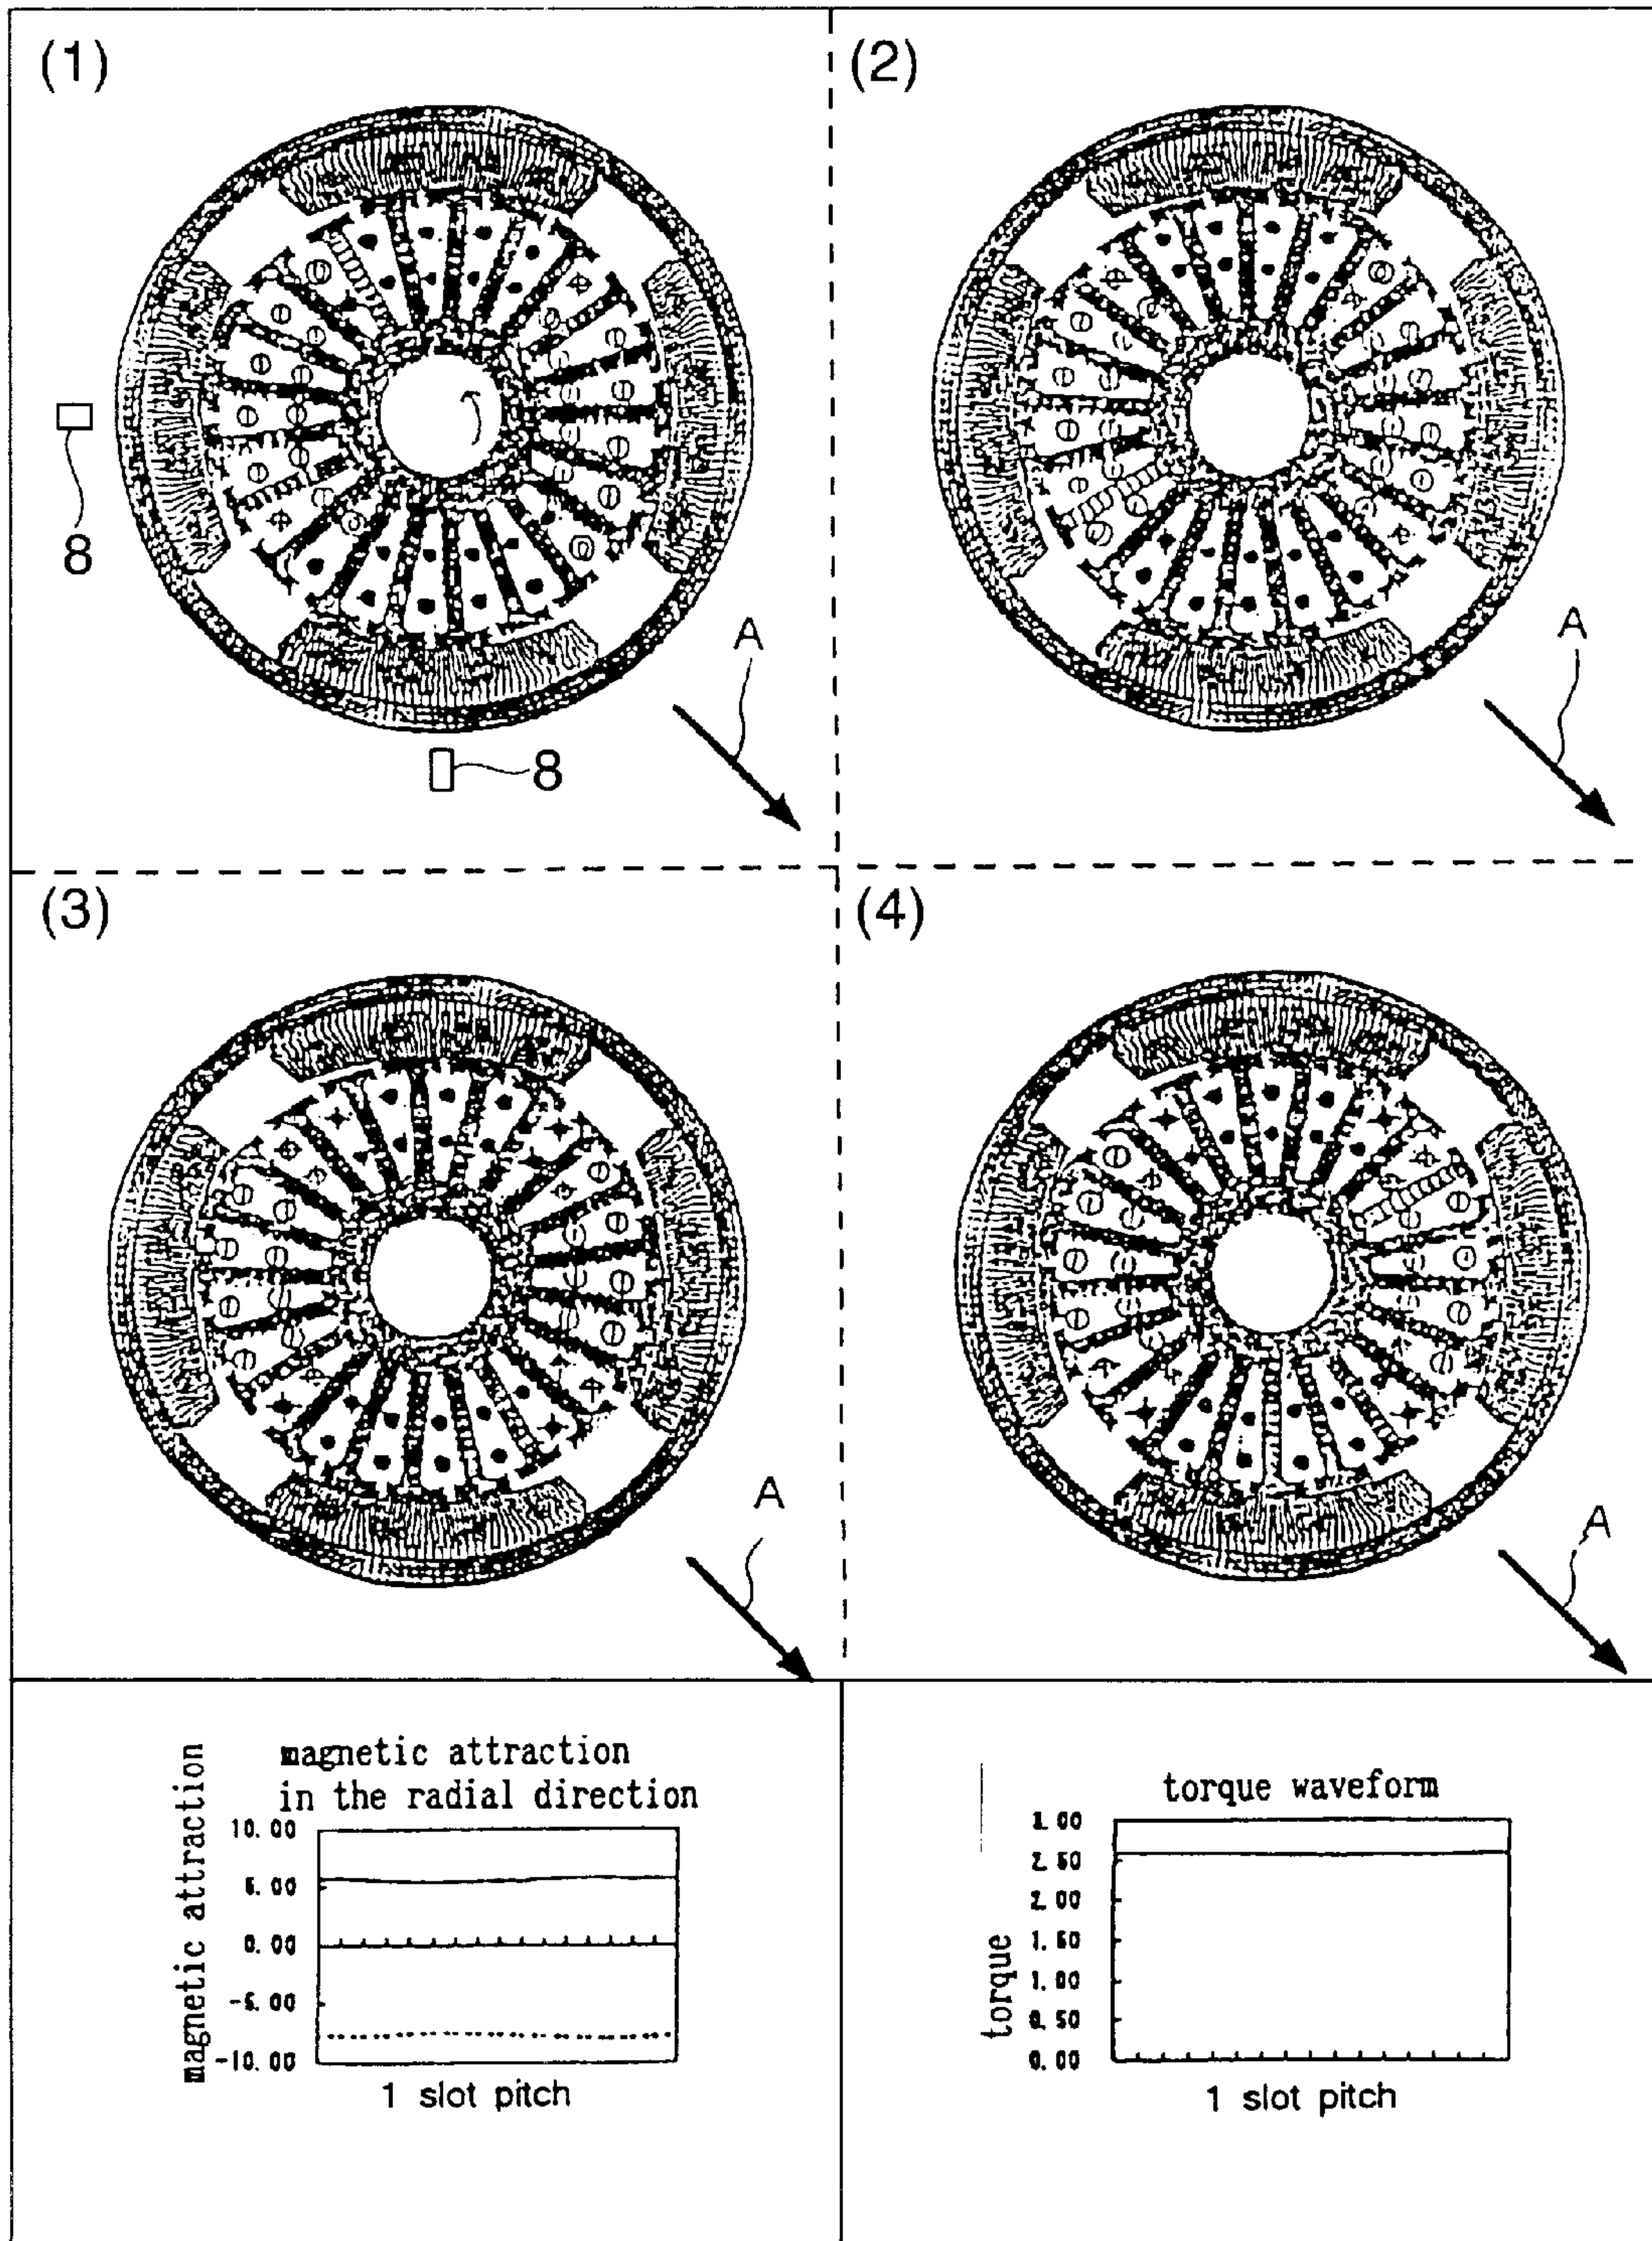 (1)
(2)
8
8
A
A
(3)
(4)
A
A
magnetic attraction
in the radial direction
magnetic attraction
10.00
5.00
0.00
-5.00
-10.00
1 slot pitch
torque waveform
torque
3.00
2.50
2.00
1.50
1.00
0.50
0.00
1 slot pitch